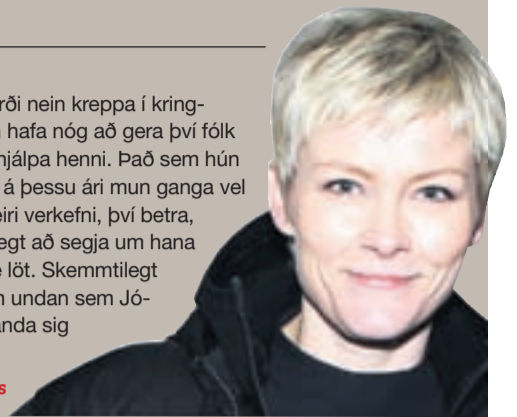 rði nein kreppa í kring-
hafa nóg að gera því fólk
hjálpa henni. Það sem hún
á þessu ári mun ganga vel
eiri verkefni, því betra,
egt að segja um hana
löt. Skemmtilegt
undan sem Jó-
anda sig
s